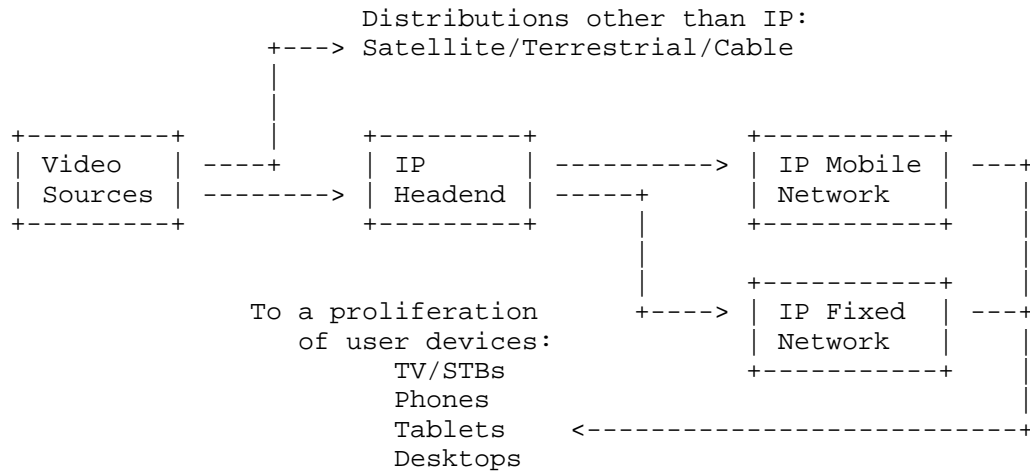 Distributions other than IP:
Satellite/Terrestrial/Cable
Video
Sources
IP
Headend
IP Mobile
Network
IP Fixed
Network
To a proliferation
of user devices:
TV/STBs
Phones
Tablets
Desktops